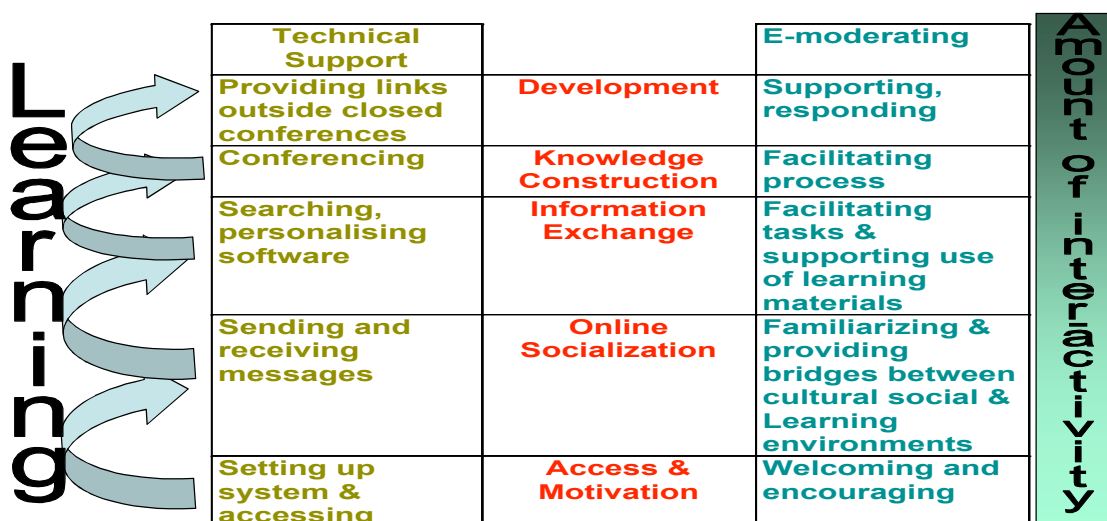 Learning
Technical
Support
E-moderating
Providing links
outside closed
conferences
Development
Supporting,
responding
Conferencing
Knowledge
Construction
Facilitating
process
Searching,
personalising
software
Information
Exchange
Facilitating
tasks &
supporting use
of learning
materials
Sending and
receiving
messages
Online
Socialization
Familiarizing &
providing
bridges between
cultural social &
Learning
environments
Setting up
system &
accessing
Access &
Motivation
Welcoming and
encouraging
Amount of interactivity